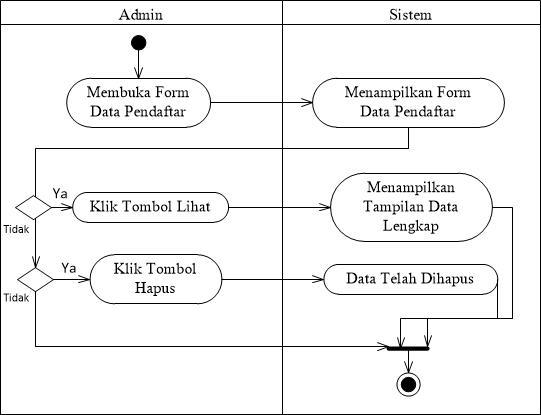 Admin
Sistem
Membuka Form
Data Pendaftar
Menampilkan Form
Data Pendaftar
Ya
Klik Tombol Lihat
Menampilkan
Tampilan Data
Lengkap
Tidak
Ya
Klik Tombol
Hapus
Data Telah Dihapus
Tidak